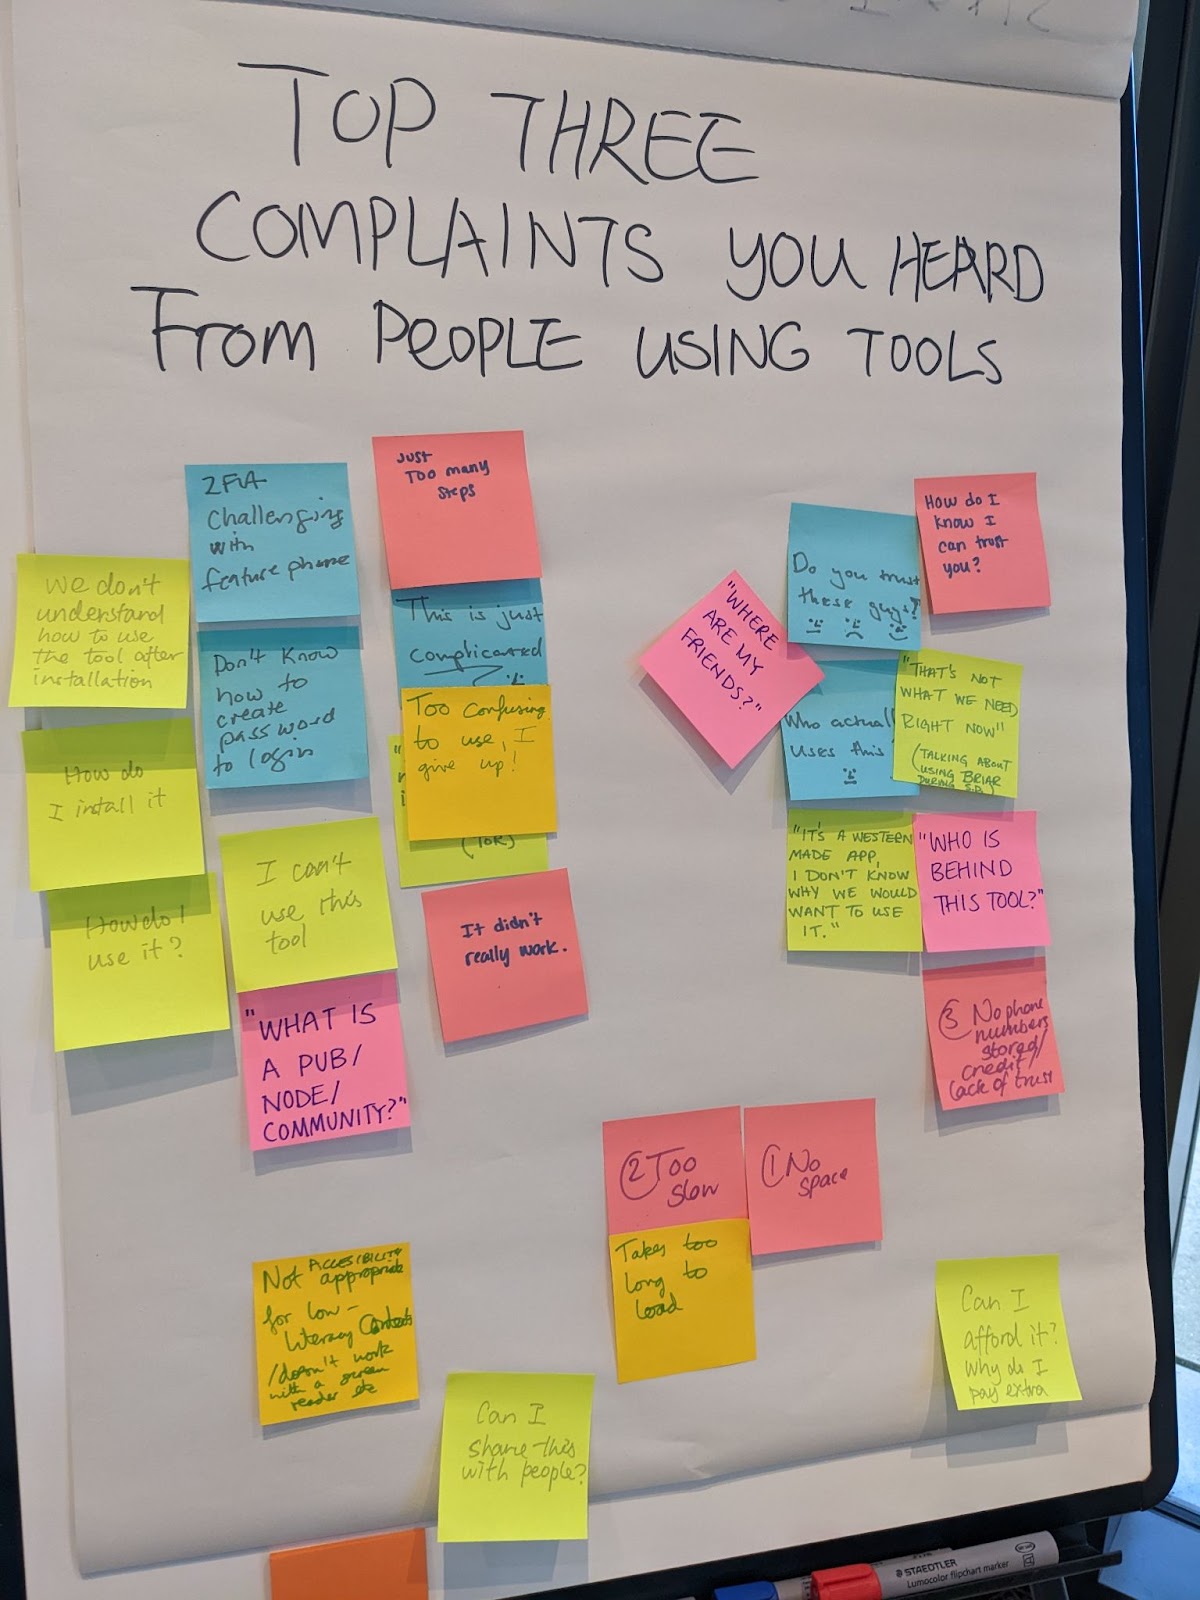 TOP THREE
COMPLAINTS YOU HEARD
FROM PEOPLE USING TOOLS
We don't
understand
how to use
the tool after
installation
How do
I install it
How do I
use it?
2FA
challenging
with
feature phone
Don't know
how to
create
password
to login
I can't
use this
tool
"WHAT IS
A PUB/
NODE/
COMMUNITY?"
Just
Too many
steps
This is just
complicated
Too confusing
to use, I
give up!
(TOR)
It didn't
really work.
"WHERE
ARE MY
FRIENDS?"
Do you trust
these guys?
How do I
know I
can trust
you?
Who actual
uses this
"THAT'S NOT
WHAT WE NEED
RIGHT NOW"
(TALKING ABOUT
USING BRIAR
DURING S.D.)
"IT'S A WESTERN
MADE APP,
I DON'T KNOW
WHY WE WOULD
WANT TO USE
IT."
"WHO IS
BEHIND
THIS TOOL?"
③ No phone
numbers
stored/
credit/
lack of trust
② Too
slow
① No
space
Takes too
long to
load
ACCESIBILITY
Not appropriate
for low-
literacy Contexts
/doesn't work
with a screen
reader etc
Can I
share this
with people?
Can I
afford it?
Why do I
pay extra
STAEDTLER
Lumocolor flipchart marker